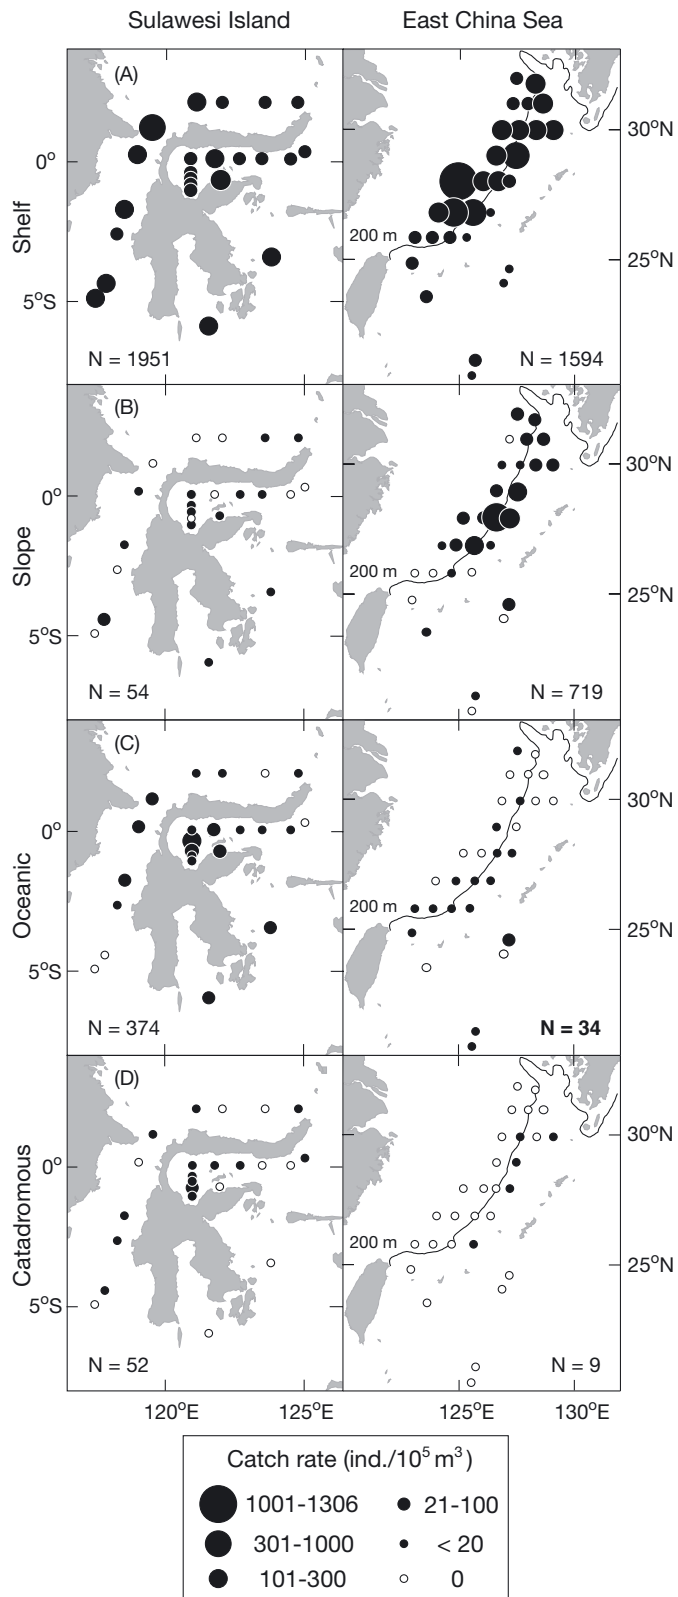 Sulawesi Island East China Sea
(A)
Shelf
0° 30°N
200 m
25°N
5°S
N = 1951 N = 1594
(B)
Slope
0° 30°N
200 m
25°N
5°S
N = 54 N = 719
(C)
Oceanic
0° 30°N
200 m
25°N
5°S
N = 374 N = 34
(D)
Catadromous
0° 30°N
200 m
25°N
5°S
N = 52 N = 9
120°E 125°E 125°E 130°E
Catch rate (ind./10⁵ m³)
1001-1306 21-100
301-1000 < 20
101-300 0